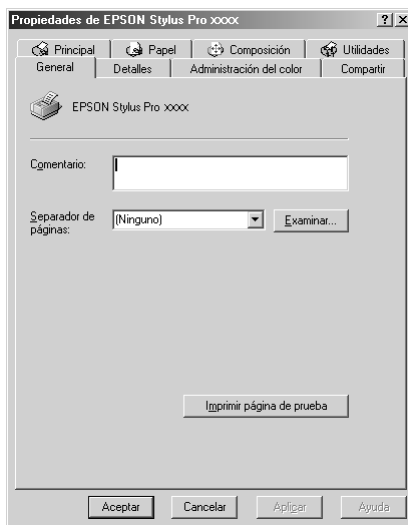 Propiedades de EPSON Stylus Pro xxxx
Principal Papel Composición Utilidades
General Detalles Administración del color Compartir
EPSON Stylus Pro xxxx
Comentario:
Separador de páginas: (Ninguno) Examinar...
Imprimir página de prueba
Aceptar Cancelar Aplicar Ayuda